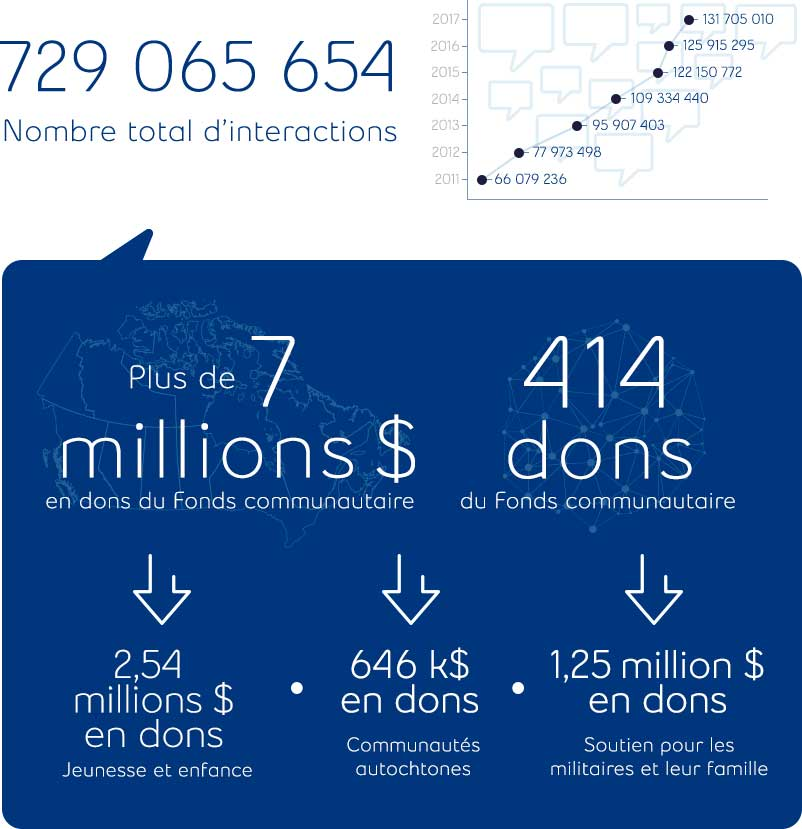 729 065 654
Nombre total d'interactions
2017 131 705 010
2016 125 915 295
2015 122 150 772
2014 109 334 440
2013 95 907 403
2012 77 973 498
2011 66 079 236
Plus de 7
millions $
en dons du Fonds communautaire
414
dons
du Fonds communautaire
2,54
millions $
en dons
Jeunesse et enfance
646 k$
en dons
Communautés
autochtones
1,25 million $
en dons
Soutien pour les
militaires et leur famille